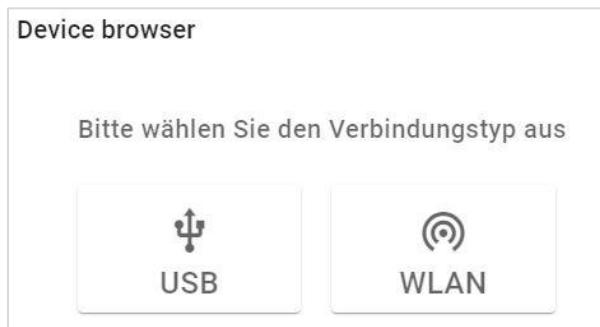 Device browser
Bitte wählen Sie den Verbindungstyp aus
USB
WLAN